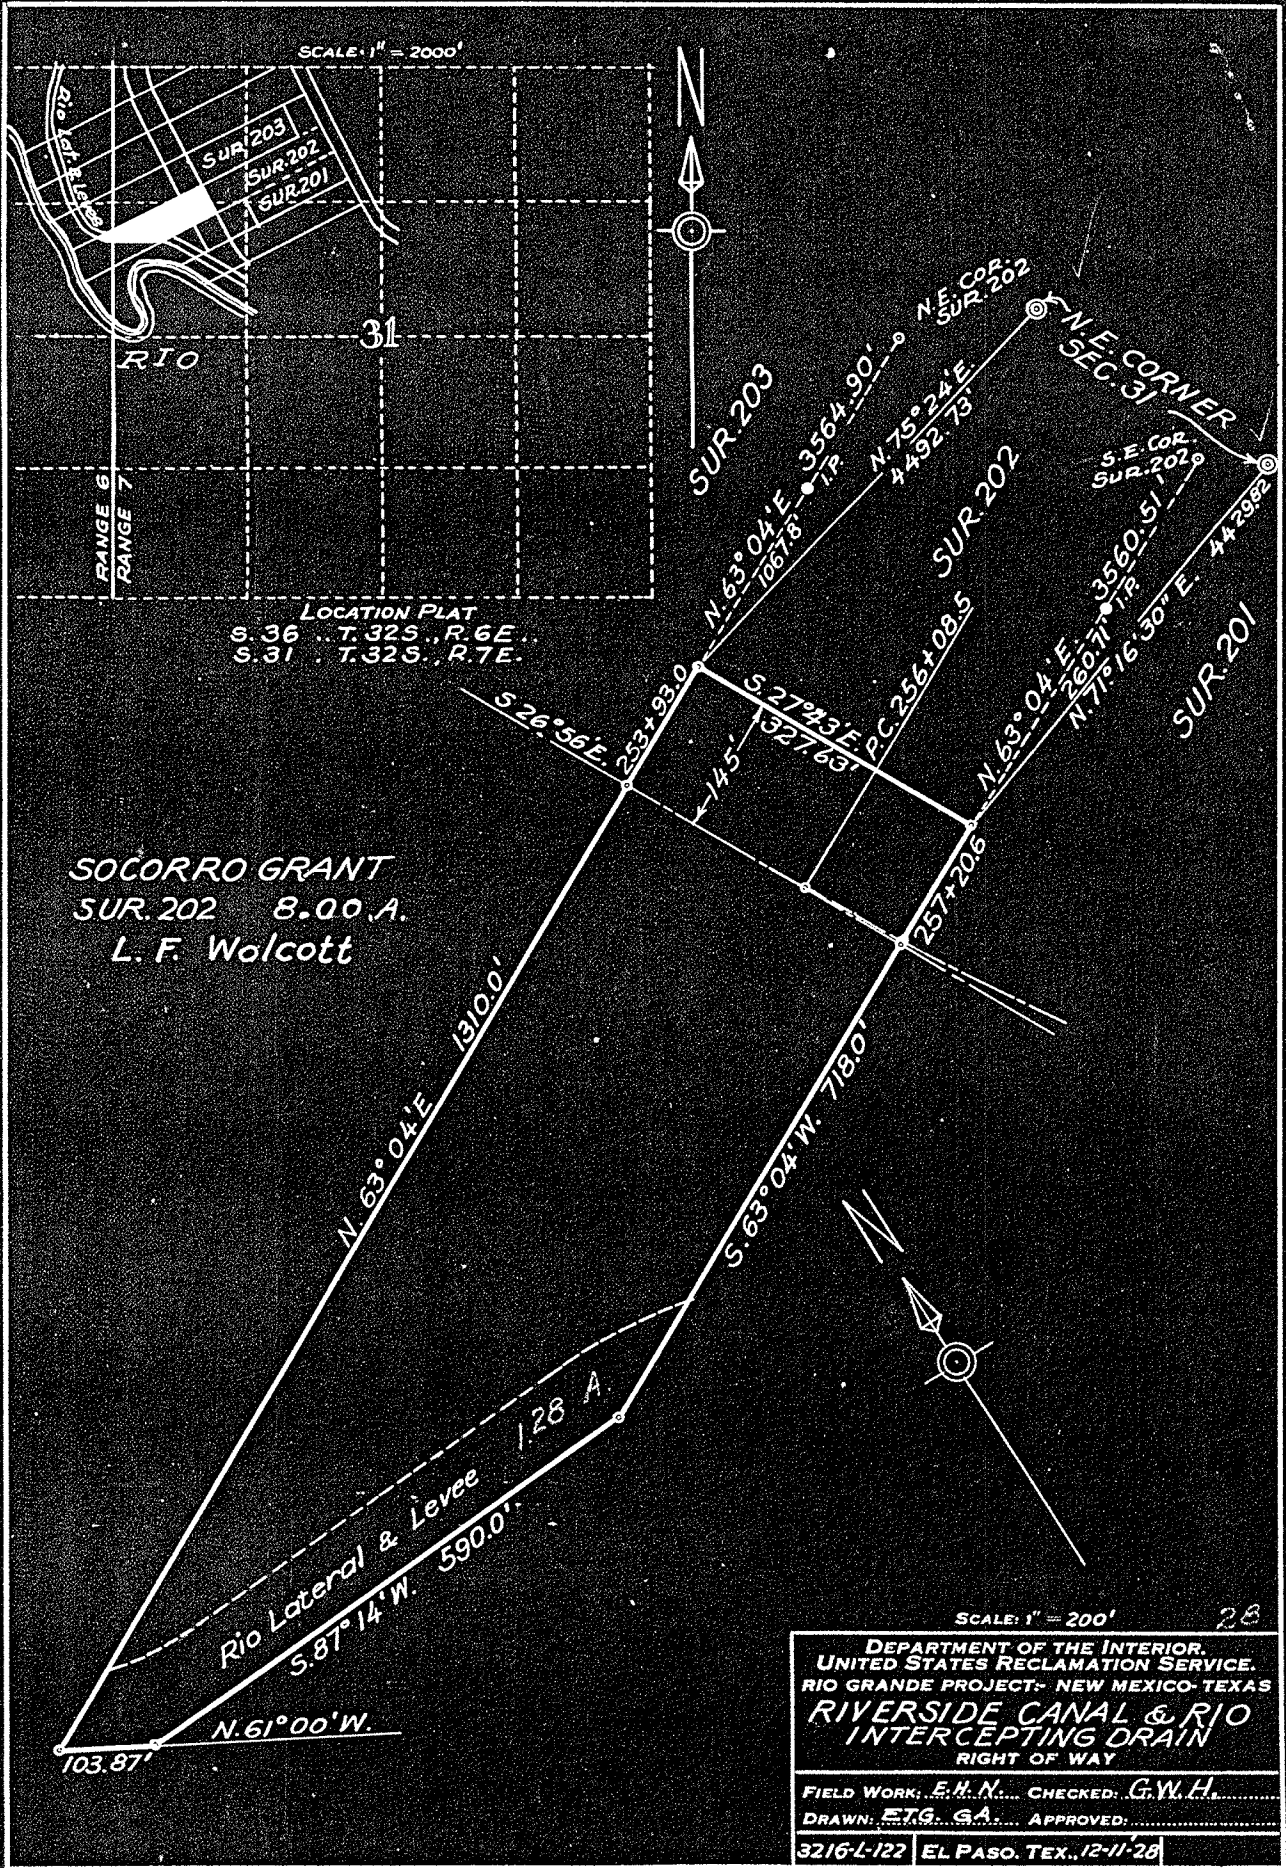 SCALE: 1" = 2000'
N
Rio Lat. & Levee
SUR. 203
SUR. 202
SUR. 201
31
RIO
RANGE 6
RANGE 7
LOCATION PLAT
S. 36 .. T. 32S., R. 6E..
S. 31 . T. 32S., R. 7E.
N.E. COR.
SUR. 202
N.E. CORNER
SEC. 31
S.E. COR.
SUR. 202
SUR. 203
N. 63° 04' E. 3564.90'
1067.8' I.P.
N. 75° 24' E.
4492.73'
SUR. 202
N. 63° 04' E. 3560.51'
260.71' I.P.
N. 71° 16' 30" E. 4429.82
SUR. 201
S. 26° 56' E.
253+93.0
S. 27° 43' E.
327.63'
145'
P.C. 256+08.5
257+20.6
SOCORRO GRANT
SUR. 202 8.00 A.
L. F. Wolcott
N. 63° 04' E. 1310.0'
S. 63° 04' W. 718.0'
N
Rio Lateral & Levee 1.28 A.
S. 87° 14' W. 590.0'
N. 61° 00' W.
103.87'
SCALE: 1" = 200' 28
DEPARTMENT OF THE INTERIOR.
UNITED STATES RECLAMATION SERVICE.
RIO GRANDE PROJECT:- NEW MEXICO-TEXAS
RIVERSIDE CANAL & RIO
INTERCEPTING DRAIN
RIGHT OF WAY
FIELD WORK: E.H.N. CHECKED: G.W.H.
DRAWN: E.T.G. G.A. APPROVED:
3216-L-122 EL PASO. TEX., 12-11-28